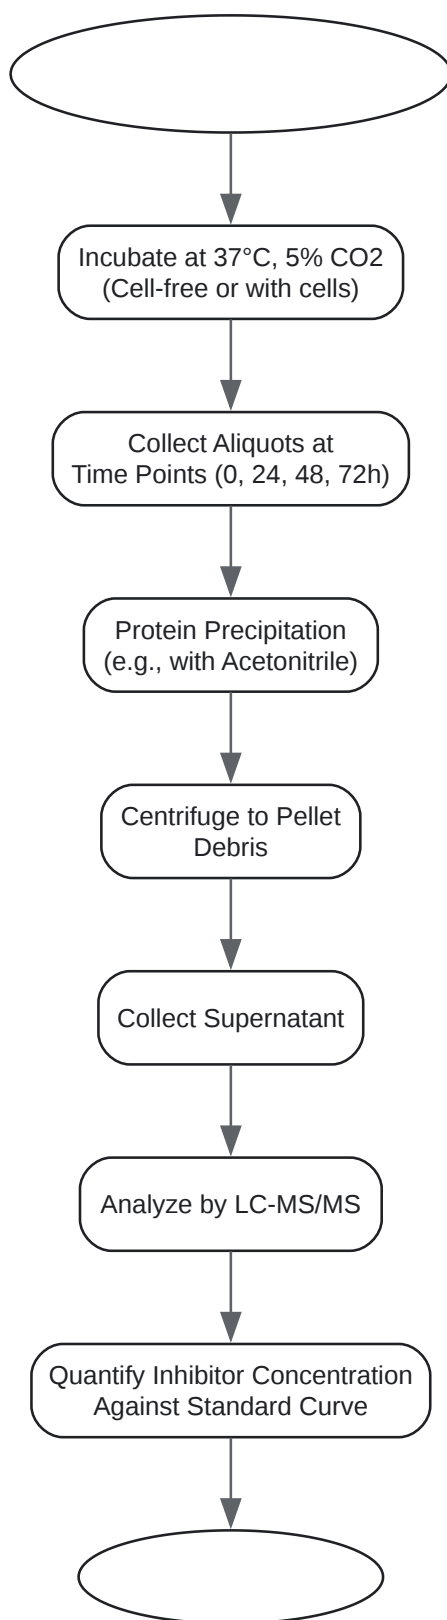 Incubate at 37°C, 5% CO2
(Cell-free or with cells)
Collect Aliquots at
Time Points (0, 24, 48, 72h)
Protein Precipitation
(e.g., with Acetonitrile)
Centrifuge to Pellet
Debris
Collect Supernatant
Analyze by LC-MS/MS
Quantify Inhibitor Concentration
Against Standard Curve